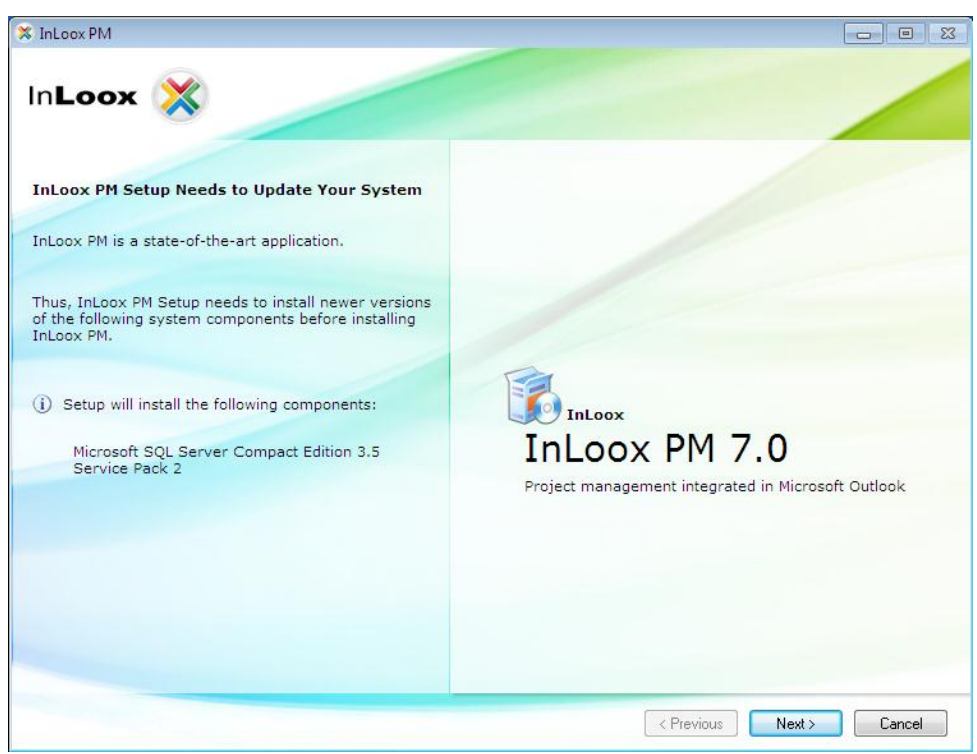 InLoox PM
InLoox
InLoox PM Setup Needs to Update Your System
InLoox PM is a state-of-the-art application.
Thus, InLoox PM Setup needs to install newer versions
of the following system components before installing
InLoox PM.
Setup will install the following components:
Microsoft SQL Server Compact Edition 3.5
Service Pack 2
InLoox
InLoox PM 7.0
Project management integrated in Microsoft Outlook
< Previous
Next >
Cancel